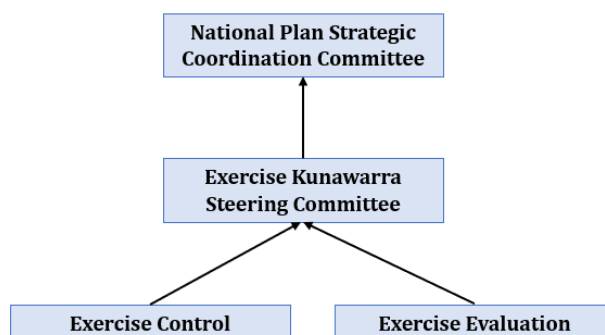 National Plan Strategic
Coordination Committee
Exercise Kunawarra
Steering Committee
Exercise Control
Exercise Evaluation